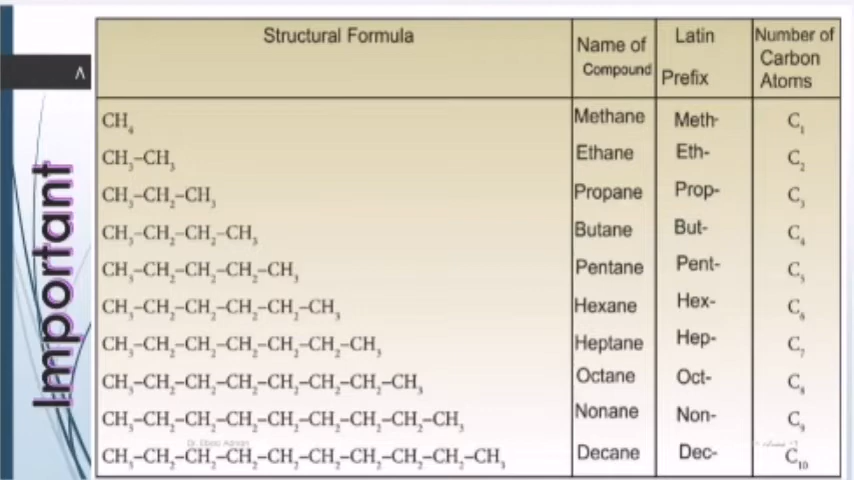 Important
Structural Formula | Name of Compound | Latin Prefix | Number of Carbon Atoms
CH₄ | Methane | Meth- | C₁
CH₃–CH₃ | Ethane | Eth- | C₂
CH₃–CH₂–CH₃ | Propane | Prop- | C₃
CH₃–CH₂–CH₂–CH₃ | Butane | But- | C₄
CH₃–CH₂–CH₂–CH₂–CH₃ | Pentane | Pent- | C₅
CH₃–CH₂–CH₂–CH₂–CH₂–CH₃ | Hexane | Hex- | C₆
CH₃–CH₂–CH₂–CH₂–CH₂–CH₂–CH₃ | Heptane | Hep- | C₇
CH₃–CH₂–CH₂–CH₂–CH₂–CH₂–CH₂–CH₃ | Octane | Oct- | C₈
CH₃–CH₂–CH₂–CH₂–CH₂–CH₂–CH₂–CH₂–CH₃ | Nonane | Non- | C₉
CH₃–CH₂–CH₂–CH₂–CH₂–CH₂–CH₂–CH₂–CH₂–CH₃ | Decane | Dec- | C₁₀
Dr.